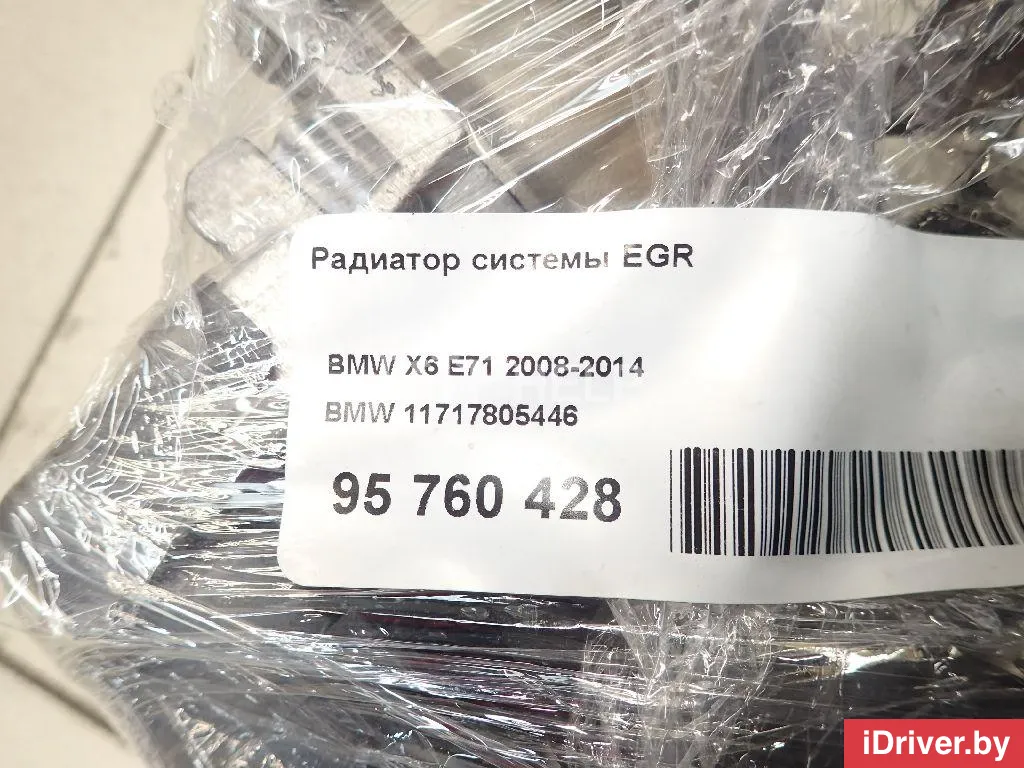 Радиатор системы EGR
BMW X6 E71 2008-2014
BMW 11717805446
95 760 428
iDriver.by